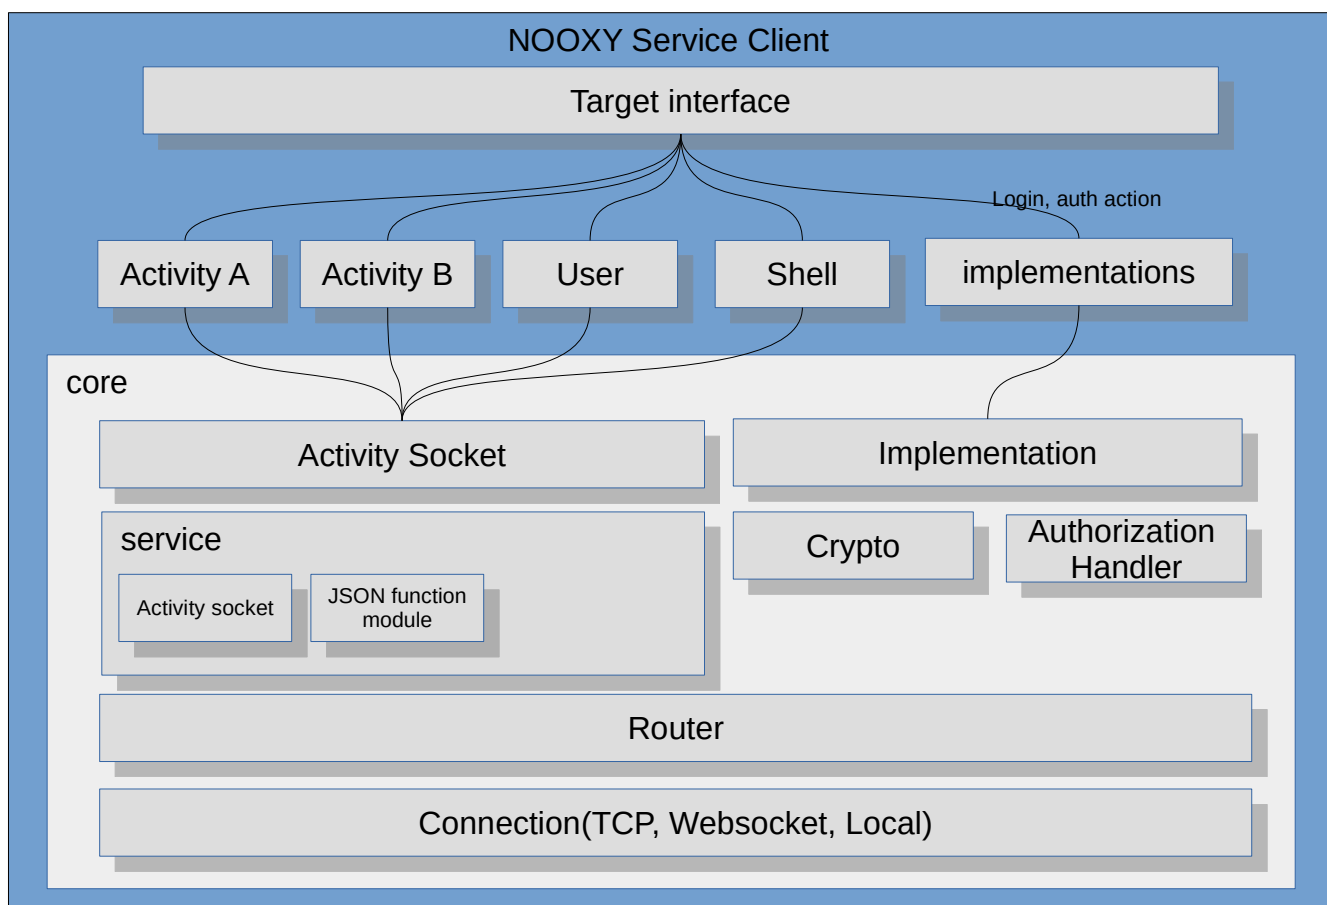 NOOXY Service Client
Target interface
Login, auth action
Activity A
Activity B
User
Shell
implementations
core
Activity Socket
Implementation
service
Activity socket
JSON function
module
Crypto
Authorization
Handler
Router
Connection(TCP, Websocket, Local)